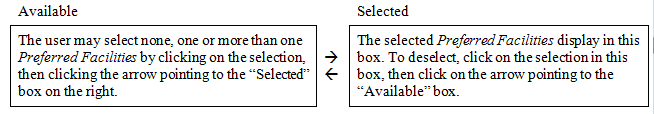 Available
Selected
The user may select none, one or more than one
Preferred Facilities by clicking on the selection,
then clicking the arrow pointing to the “Selected”
box on the right.
→
←
The selected Preferred Facilities display in this
box. To deselect, click on the selection in this
box, then click on the arrow pointing to the
“Available” box.